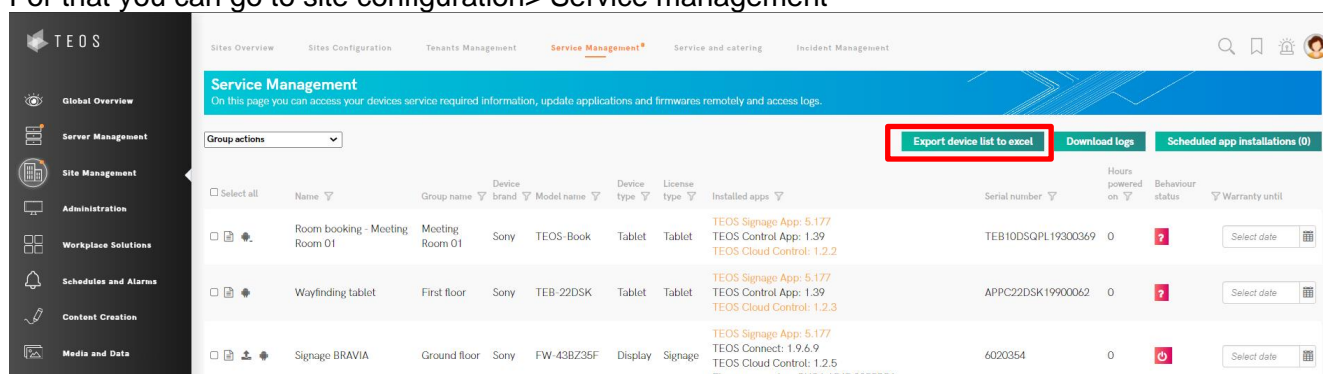 For that you can go to site configuration> Service management
TEOS
Sites Overview Sites Configuration Tenants Management Service Management Service and catering Incident Management
Service Management
On this page you can access your devices service required information, update applications and firmwares remotely and access logs.
Global Overview
Server Management
Site Management
Administration
Workplace Solutions
Schedules and Alarms
Content Creation
Media and Data
Group actions
Export device list to excel Download logs Scheduled app installations (0)
Select all Name Group name Device brand Model name Device type License type Installed apps Serial number Hours powered on Behaviour status Warranty until
Room booking - Meeting Room 01 Meeting Room 01 Sony TEOS-Book Tablet Tablet
TEOS Signage App: 5.177
TEOS Control App: 1.39
TEOS Cloud Control: 1.2.2
TEB10DSQPL19300369 0 ? Select date
Wayfinding tablet First floor Sony TEB-22DSK Tablet Tablet
TEOS Signage App: 5.177
TEOS Control App: 1.39
TEOS Cloud Control: 1.2.3
APPC22DSK19900062 0 ? Select date
Signage BRAVIA Ground floor Sony FW-43BZ35F Display Signage
TEOS Signage App: 5.177
TEOS Connect: 1.9.6.9
TEOS Cloud Control: 1.2.5
6020354 0 Select date